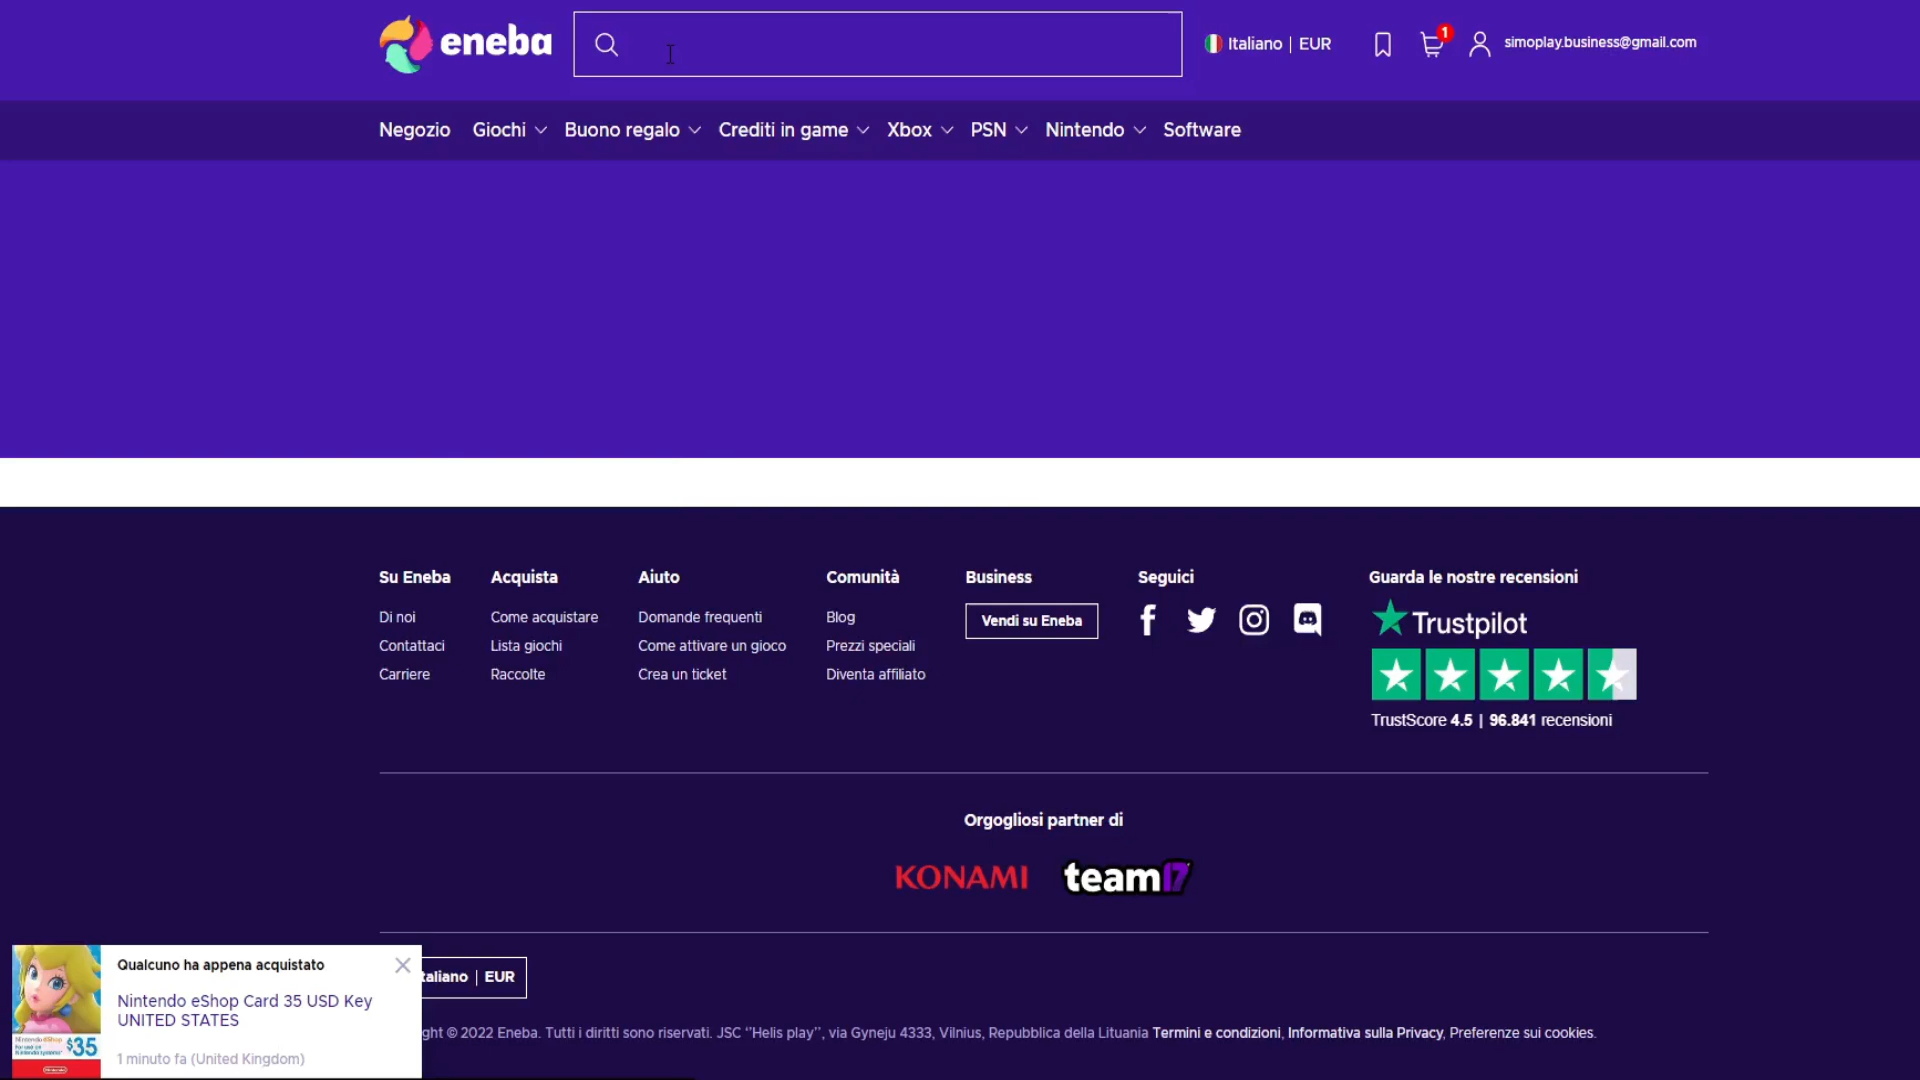 eneba
Italiano | EUR
1
simoplay.business@gmail.com
Negozio Giochi Buono regalo Crediti in game Xbox PSN Nintendo Software
Su Eneba
Di noi
Contattaci
Carriere
Acquista
Come acquistare
Lista giochi
Raccolte
Aiuto
Domande frequenti
Come attivare un gioco
Crea un ticket
Comunità
Blog
Prezzi speciali
Diventa affiliato
Business
Vendi su Eneba
Seguici
Guarda le nostre recensioni
Trustpilot
TrustScore 4.5 | 96.841 recensioni
Orgogliosi partner di
KONAMI team17
taliano | EUR
Qualcuno ha appena acquistato
Nintendo eShop Card 35 USD Key
UNITED STATES
1 minuto fa (United Kingdom)
$35
ght © 2022 Eneba. Tutti i diritti sono riservati. JSC ‘’Helis play’’, via Gyneju 4333, Vilnius, Repubblica della Lituania Termini e condizioni, Informativa sulla Privacy, Preferenze sui cookies.